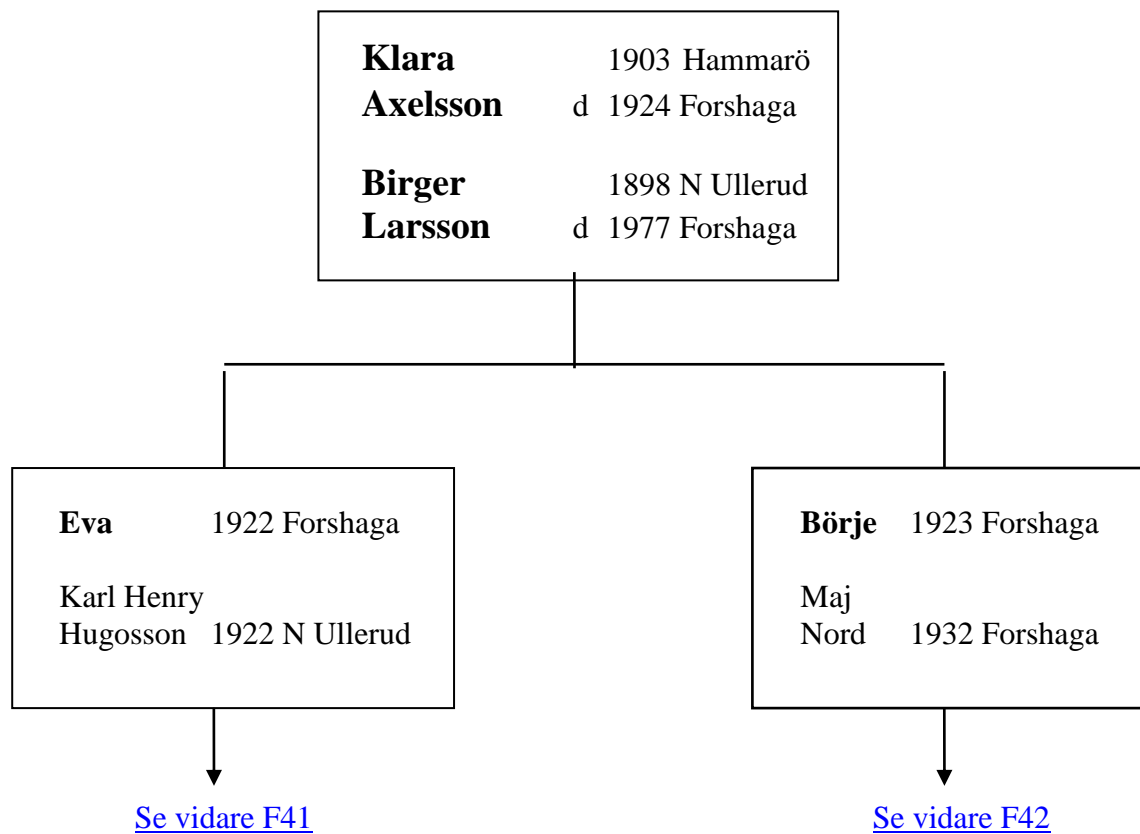 Klara 1903 Hammarö
Axelsson d 1924 Forshaga
Birger 1898 N Ullerud
Larsson d 1977 Forshaga
Eva 1922 Forshaga
Karl Henry
Hugosson 1922 N Ullerud
Se vidare F41
Börje 1923 Forshaga
Maj
Nord 1932 Forshaga
Se vidare F42